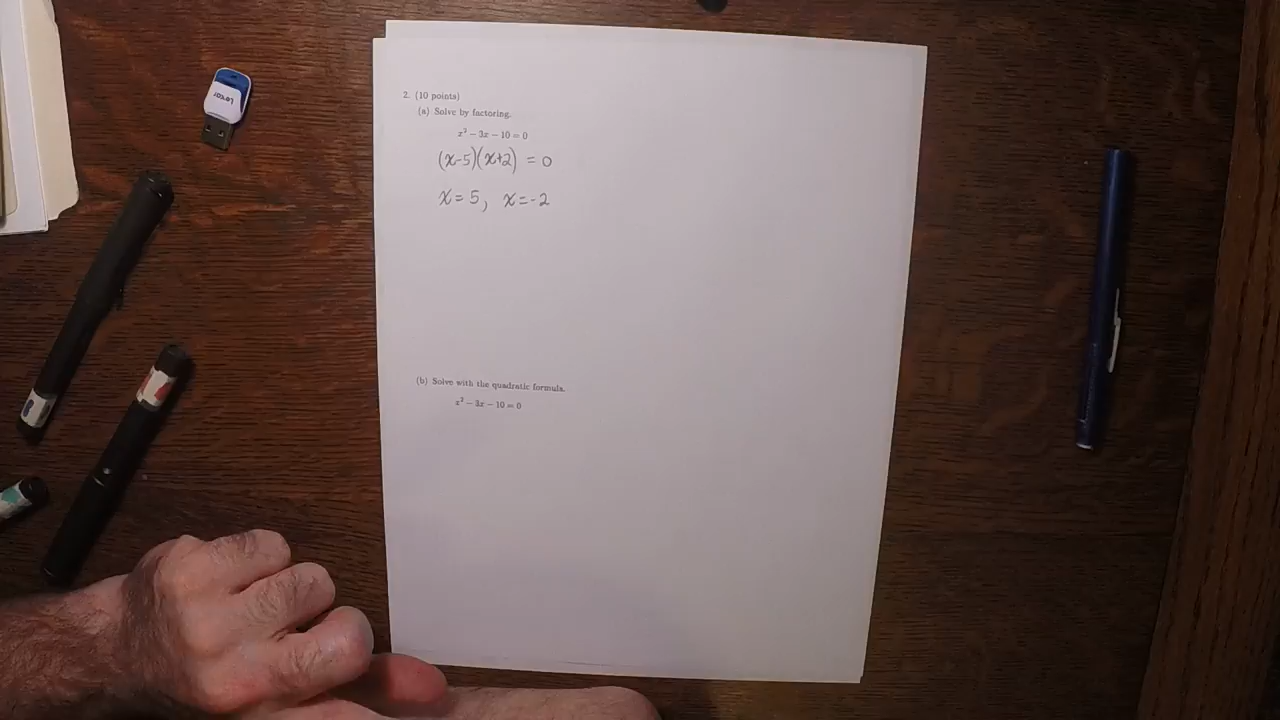 2. (10 points)
(a) Solve by factoring.
x² − 3x − 10 = 0
(x-5)(x+2) = 0
x = 5, x = -2
(b) Solve with the quadratic formula.
x² − 3x − 10 = 0
Lexar